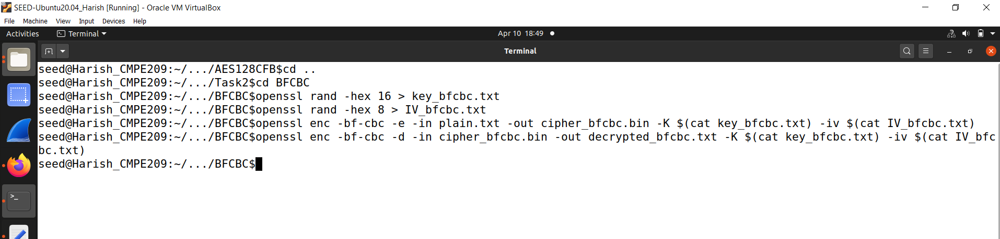 SEED-Ubuntu20.04_Harish [Running] - Oracle VM VirtualBox
File Machine View Input Devices Help
Activities Terminal Apr 10 18:49
Terminal
seed@Harish_CMPE209:~/.../AES128CFB$cd ..
seed@Harish_CMPE209:~/.../Task2$cd BFCBC
seed@Harish_CMPE209:~/.../BFCBC$openssl rand -hex 16 > key_bfcbc.txt
seed@Harish_CMPE209:~/.../BFCBC$openssl rand -hex 8 > IV_bfcbc.txt
seed@Harish_CMPE209:~/.../BFCBC$openssl enc -bf-cbc -e -in plain.txt -out cipher_bfcbc.bin -K $(cat key_bfcbc.txt) -iv $(cat IV_bfcbc.txt)
seed@Harish_CMPE209:~/.../BFCBC$openssl enc -bf-cbc -d -in cipher_bfcbc.bin -out decrypted_bfcbc.txt -K $(cat key_bfcbc.txt) -iv $(cat IV_bfc
bc.txt)
seed@Harish_CMPE209:~/.../BFCBC$